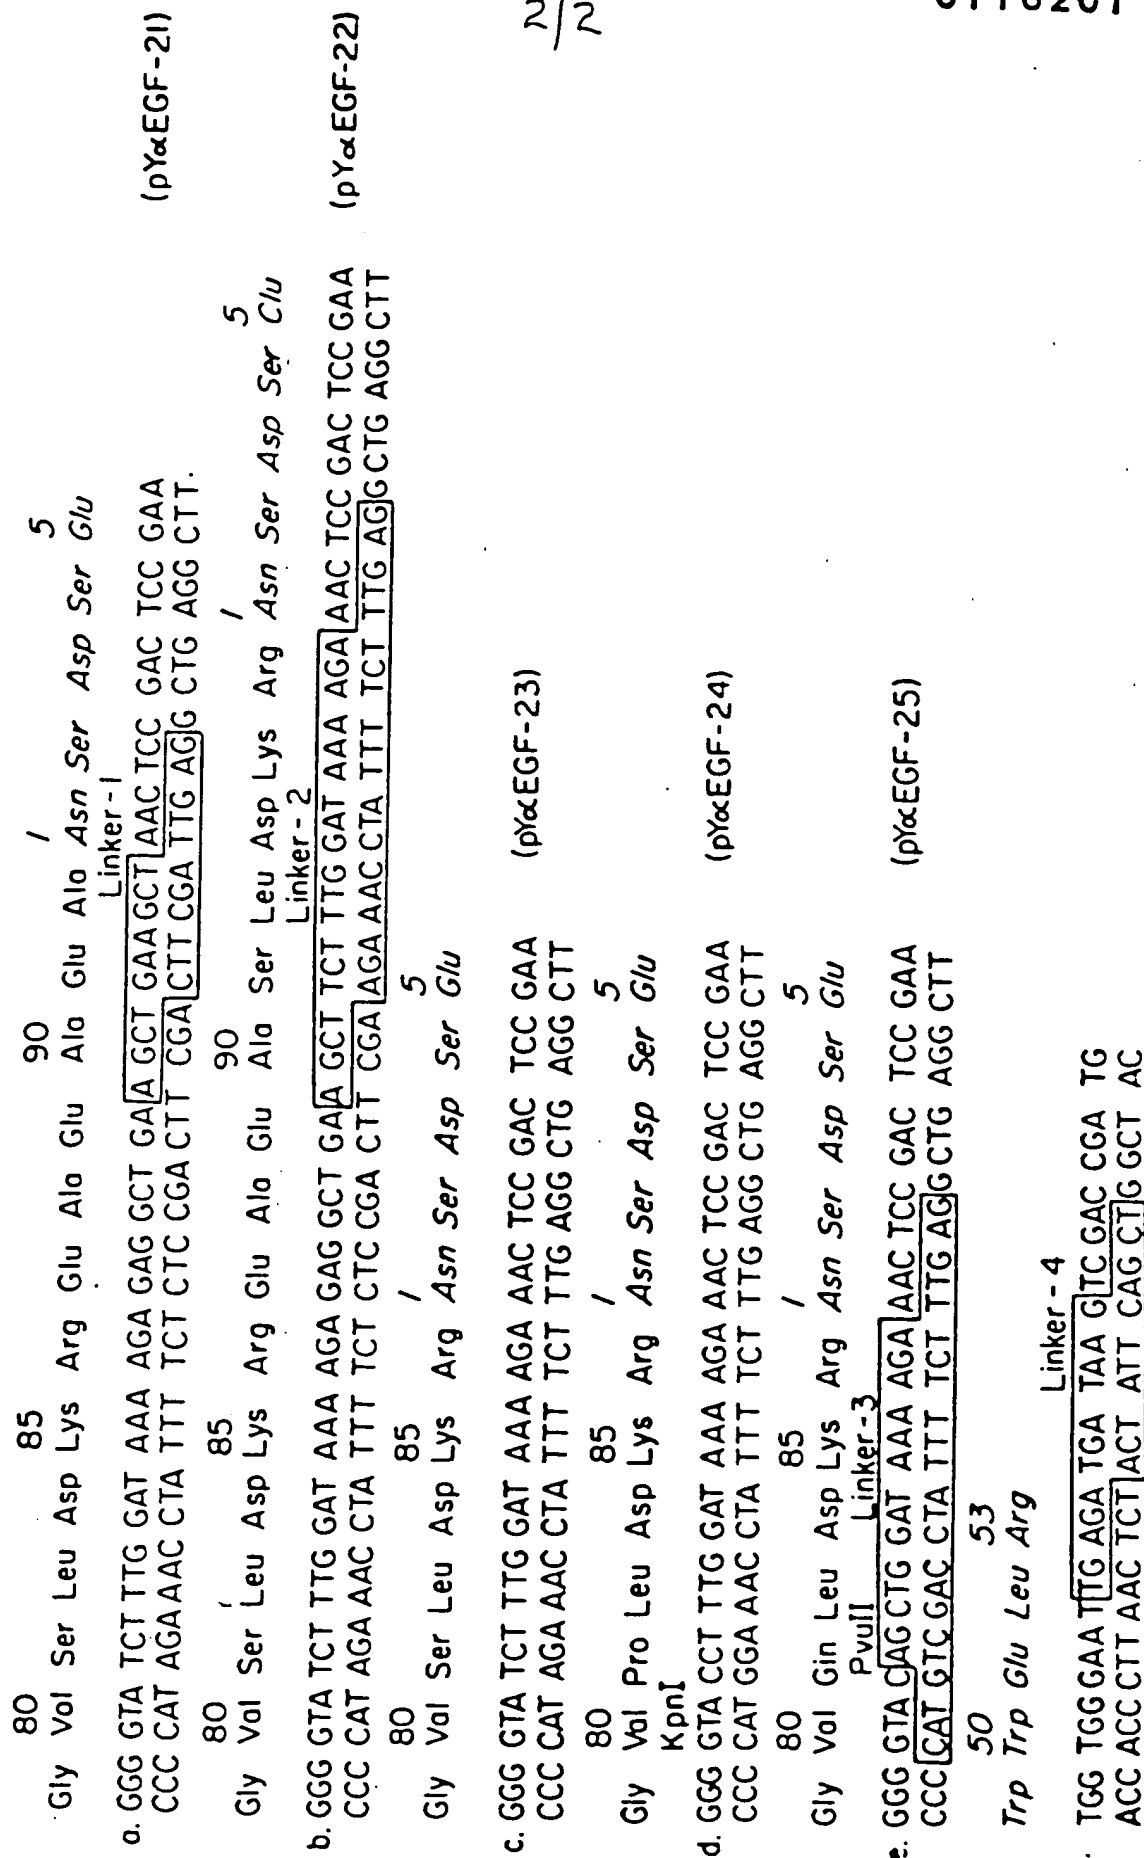 2/2
80 85 90 1 5
Gly Val Ser Leu Asp Lys Arg Glu Ala Glu Ala Glu Ala Asn Ser Asp Ser Glu
Linker-1
a. GGG GTA TCT TTG GAT AAA AGA GAG GCT GAA GCT GAA GCT AAC TCC GAC TCC GAA (pYαEGF-21)
CCC CAT AGA AAC CTA TTT TCT CTC CGA CTT CGA CTT CGA TTG AGG CTG AGG CTT.
80 85 90 1 5
Gly Val Ser Leu Asp Lys Arg Glu Ala Glu Ala Ser Leu Asp Lys Arg Asn Ser Asp Ser Clu
Linker-2
b. GGG GTA TCT TTG GAT AAA AGA GAG GCT GAA GCT TCT TTG GAT AAA AGA AAC TCC GAC TCC GAA (pYαEGF-22)
CCC CAT AGA AAC CTA TTT TCT CTC CGA CTT CGA AGA AAC CTA TTT TCT TTG AGG CTG AGG CTT
80 85 1 5
Gly Val Ser Leu Asp Lys Arg Asn Ser Asp Ser Glu
c. GGG GTA TCT TTG GAT AAA AGA AAC TCC GAC TCC GAA (pYαEGF-23)
CCC CAT AGA AAC CTA TTT TCT TTG AGG CTG AGG CTT
80 85 1 5
Gly Val Pro Leu Asp Lys Arg Asn Ser Asp Ser Glu
KpnI
d. GGG GTA CCT TTG GAT AAA AGA AAC TCC GAC TCC GAA (pYαEGF-24)
CCC CAT GGA AAC CTA TTT TCT TTG AGG CTG AGG CTT
80 85 1 5
Gly Val Gin Leu Asp Lys Arg Asn Ser Asp Ser Glu
PvuII Linker-3
e. GGG GTA CAG CTG GAT AAA AGA AAC TCC GAC TCC GAA (pYαEGF-25)
CCC CAT GTC GAC CTA TTT TCT TTG AGG CTG AGG CTT
50 53
Trp Trp Glu Leu Arg
Linker-4
TGG TGG GAA TTG AGA TGA TAA GTC GAC CGA TG
ACC ACC CTT AAC TCT ACT ATT CAG CTG GCT AC